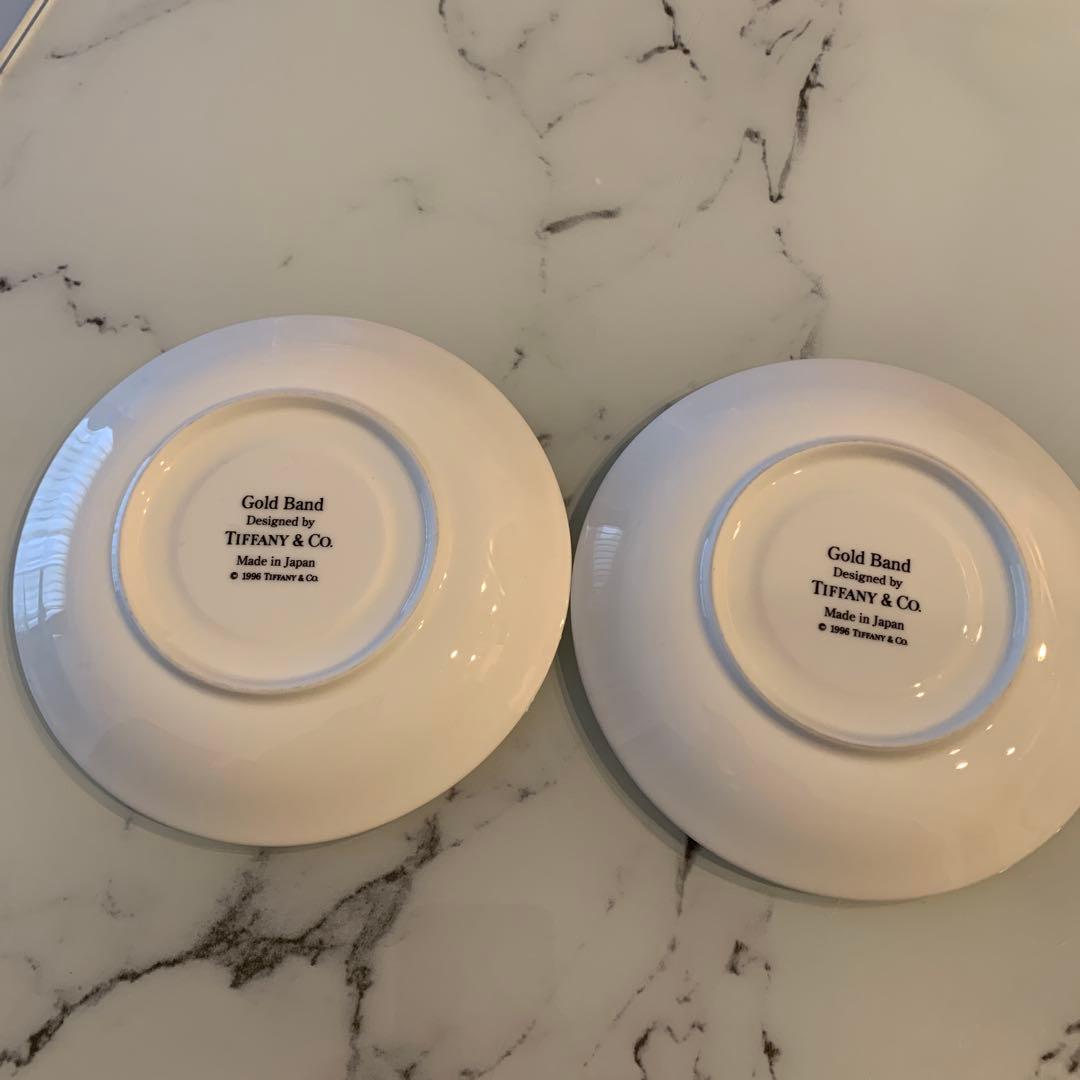 Gold Band
Designed by
TIFFANY & CO.
Made in Japan
© 1996 TIFFANY & CO.
Gold Band
Designed by
TIFFANY & CO.
Made in Japan
© 1996 TIFFANY & CO.